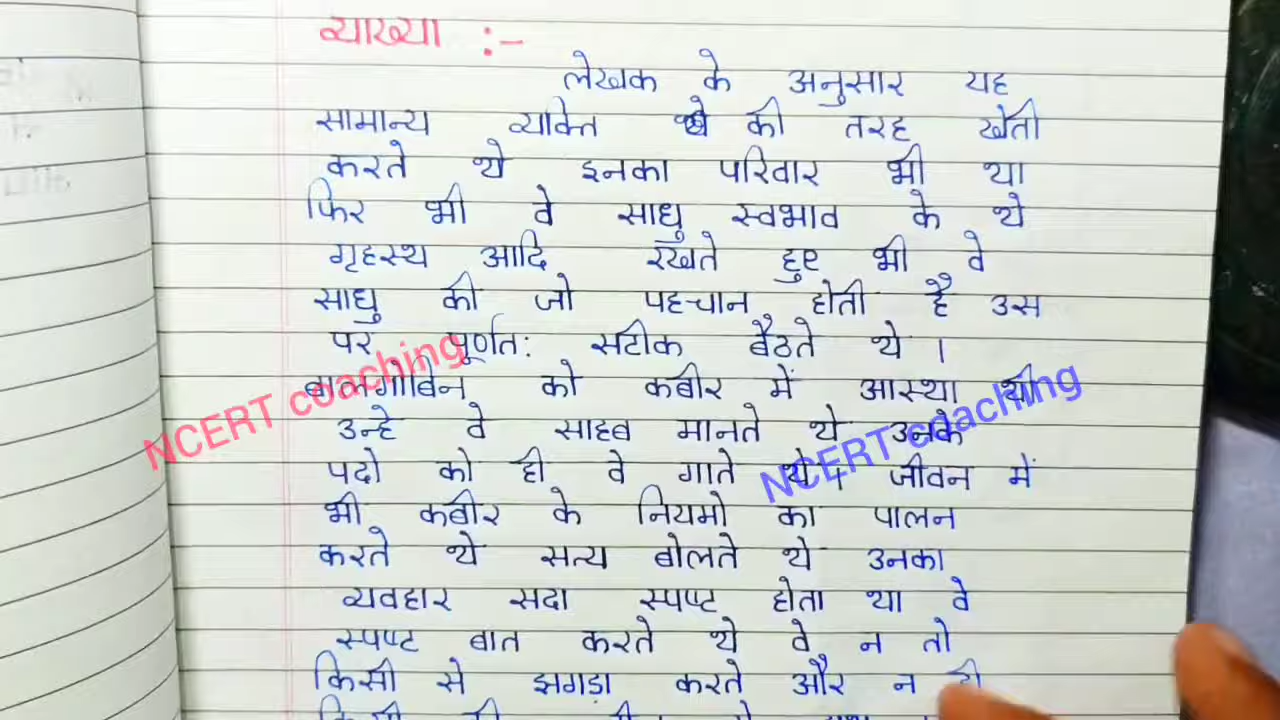 व्याख्या :-
लेखक के अनुसार यह
सामान्य व्यक्ति की तरह खेती
करते थे इनका परिवार भी था
फिर भी वे साधु स्वभाव के थे
गृहस्थ आदि रखते हुए भी वे
साधु की जो पहचान होती है उस
पर पूर्णत: सटीक बैठते थे ।
बालगोबिन को कबीर में आस्था थी
उन्हे वे साहब मानते थे उनके
पदो को ही वे गाते थे । जीवन में
भी कबीर के नियमो का पालन
करते थे सत्य बोलते थे उनका
व्यवहार सदा स्पष्ट होता था वे
स्पष्ट बात करते थे वे न तो
किसी से झगडा करते और न ही
NCERT coaching
NCERT coaching